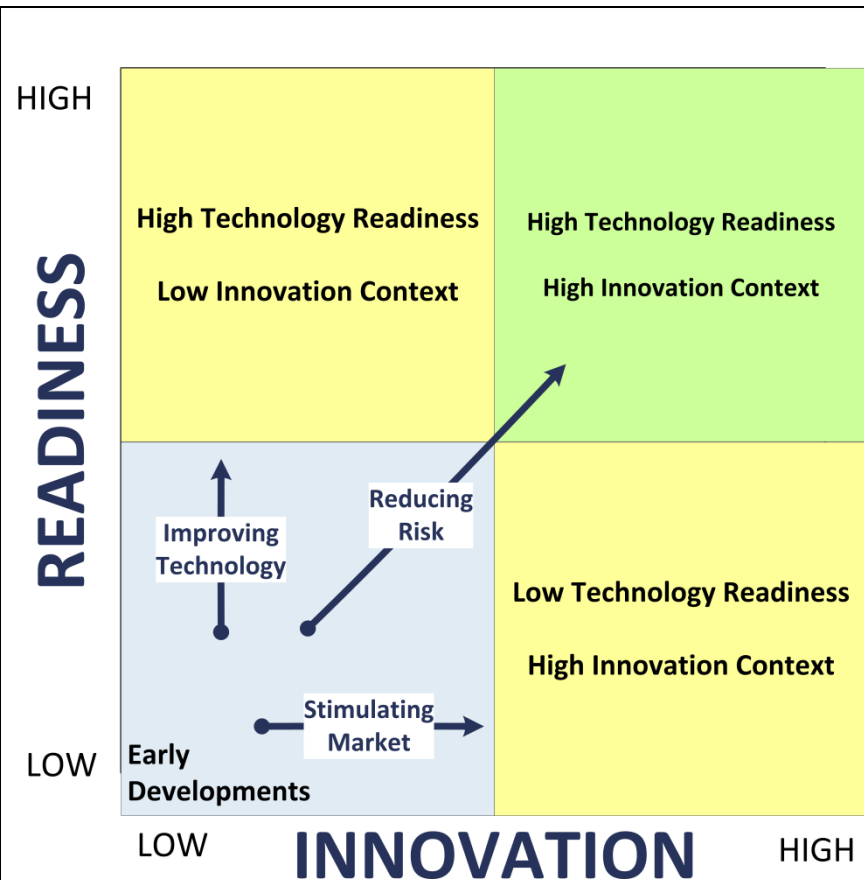 HIGH
High Technology Readiness
Low Innovation Context
High Technology Readiness
High Innovation Context
READINESS
Reducing
Risk
Improving
Technology
Low Technology Readiness
High Innovation Context
Stimulating
Market
Early
Developments
LOW
LOW
INNOVATION
HIGH